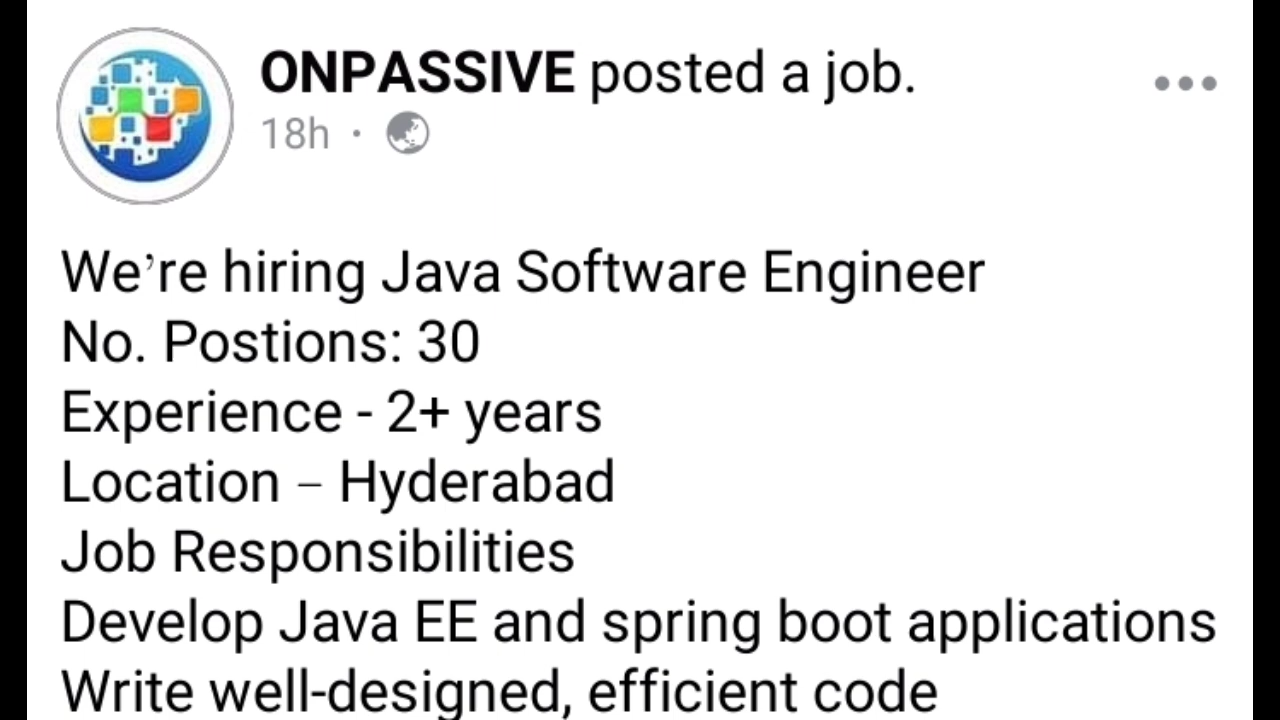 ONPASSIVE posted a job.
18h ·
We’re hiring Java Software Engineer
No. Postions: 30
Experience - 2+ years
Location – Hyderabad
Job Responsibilities
Develop Java EE and spring boot applications
Write well-designed, efficient code